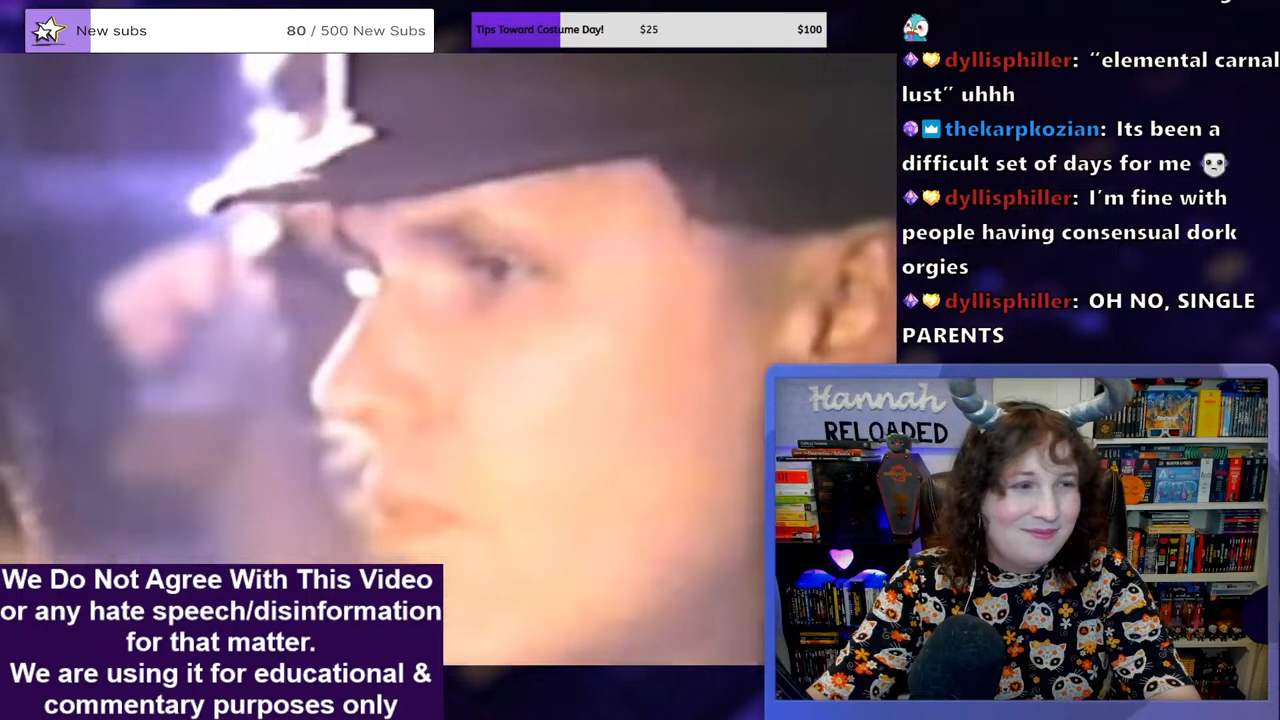 New subs
80 / 500 New Subs
Tips Toward Costume Day!
$25
$100
dyllisphiller: “elemental carnal
lust” uhhh
thekarpkozian: Its been a
difficult set of days for me
dyllisphiller: I´m fine with
people having consensual dork
orgies
dyllisphiller: OH NO, SINGLE
PARENTS
Hannah
RELOADED
We Do Not Agree With This Video
or any hate speech/disinformation
for that matter.
We are using it for educational &
commentary purposes only